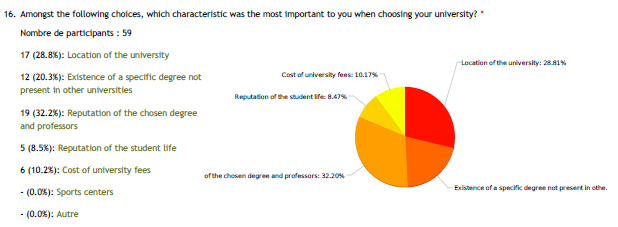 16. Amongst the following choices, which characteristic was the most important to you when choosing your university? *
Nombre de participants : 59
17 (28.8%): Location of the university
12 (20.3%): Existence of a specific degree not
present in other universities
19 (32.2%): Reputation of the chosen degree
and professors
5 (8.5%): Reputation of the student life
6 (10.2%): Cost of university fees
- (0.0%): Sports centers
- (0.0%): Autre
Location of the university: 28.81%
Cost of university fees: 10.17%
Reputation of the student life: 8.47%
of the chosen degree and professors: 32.20%
Existence of a specific degree not present in othe.